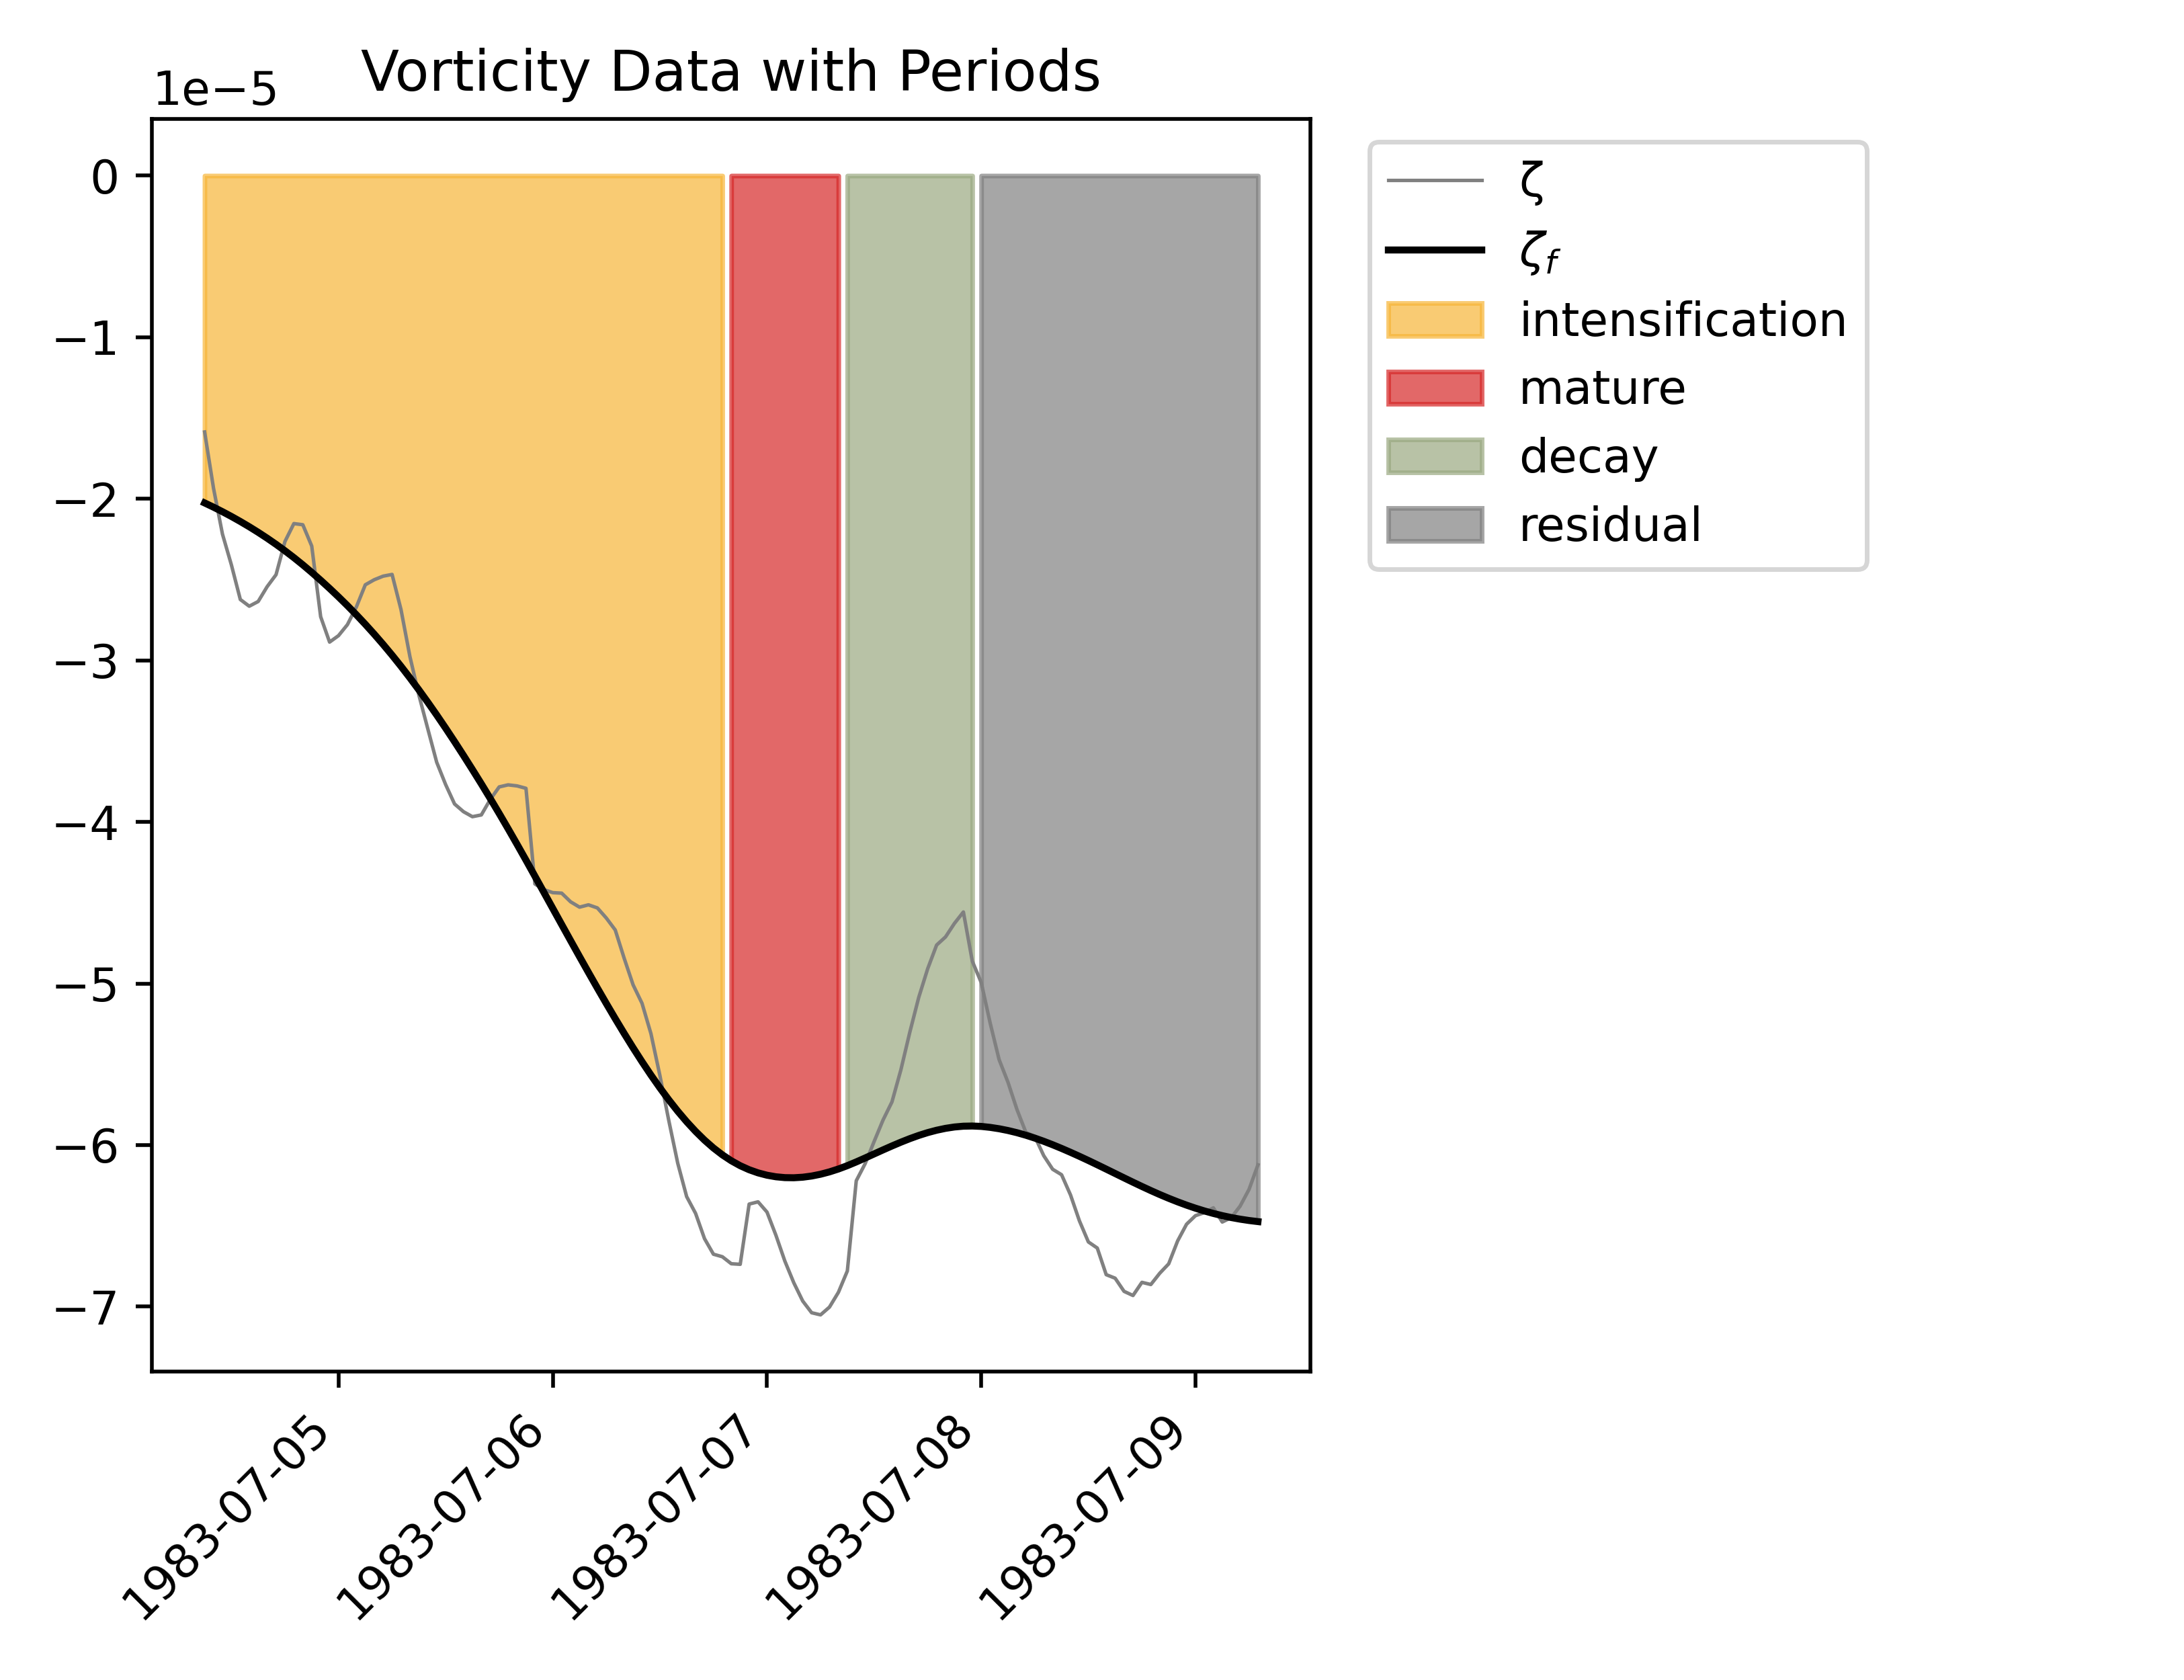 Vorticity Data with Periods
1e−5
0
−1
−2
−3
−4
−5
−6
−7
1983-07-05
1983-07-06
1983-07-07
1983-07-08
1983-07-09
ζ
ζf
intensification
mature
decay
residual